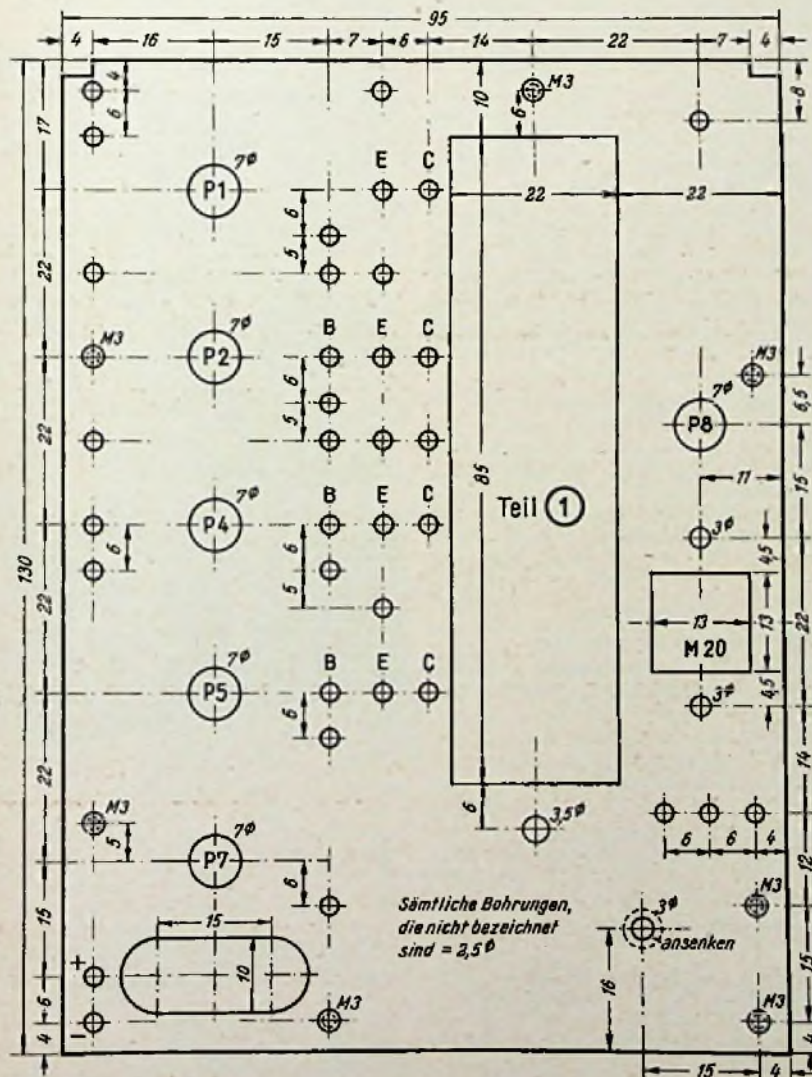 95
4 16 15 7 6 14 22 7 4
17 4 6 10 6 M3 8
7φ E C
P1 22 22
6
5
22
M3 7φ B E C M3
P2 7φ
6 P8 6,5
5
22 11 15
85
7φ B E C Teil 1 3φ
P4 4,5
6 6
130 5 13 13 22
22 M 20
7φ B E C 4,5
P5 3φ
6
22 14
M3 6 3,5φ
5 7φ 6 6 4
P7 12
6
15 15 Sämtliche Bohrungen, 3φ M3
die nicht bezeichnet
sind = 2,5φ ansenken
+ 10 16 15
6 M3 M3
-
4 15 4 4